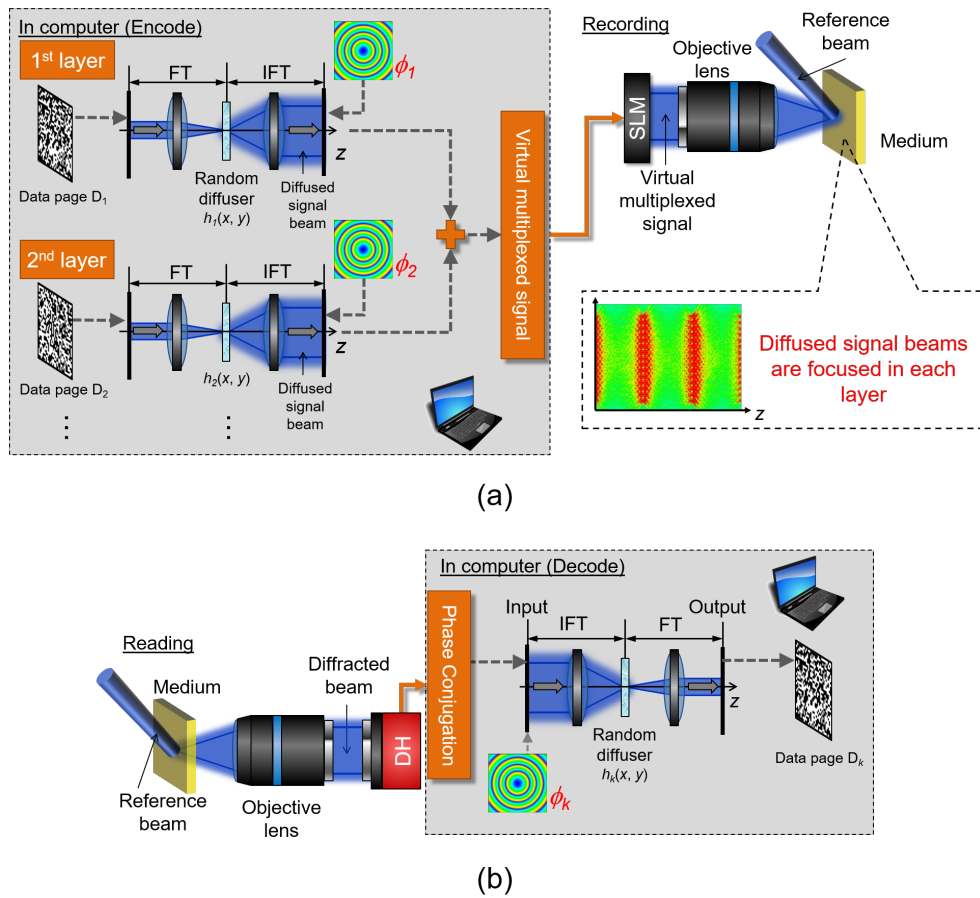 In computer (Encode)
1st layer
FT
IFT
ϕ1
z
Data page D1
Random
diffuser
h1(x, y)
Diffused
signal
beam
2nd layer
FT
IFT
ϕ2
z
Data page D2
h2(x, y)
Diffused
signal
beam
Virtual multiplexed
signal
Recording
Reference
beam
Objective
lens
SLM
Medium
Virtual
multiplexed
signal
Diffused signal beams
are focused in each
layer
z
(a)
In computer (Decode)
Phase Conjugation
Input
Output
IFT
FT
z
Random
diffuser
hk(x, y)
ϕk
Data page Dk
Reading
Medium
Diffracted
beam
DH
Reference
beam
Objective
lens
(b)